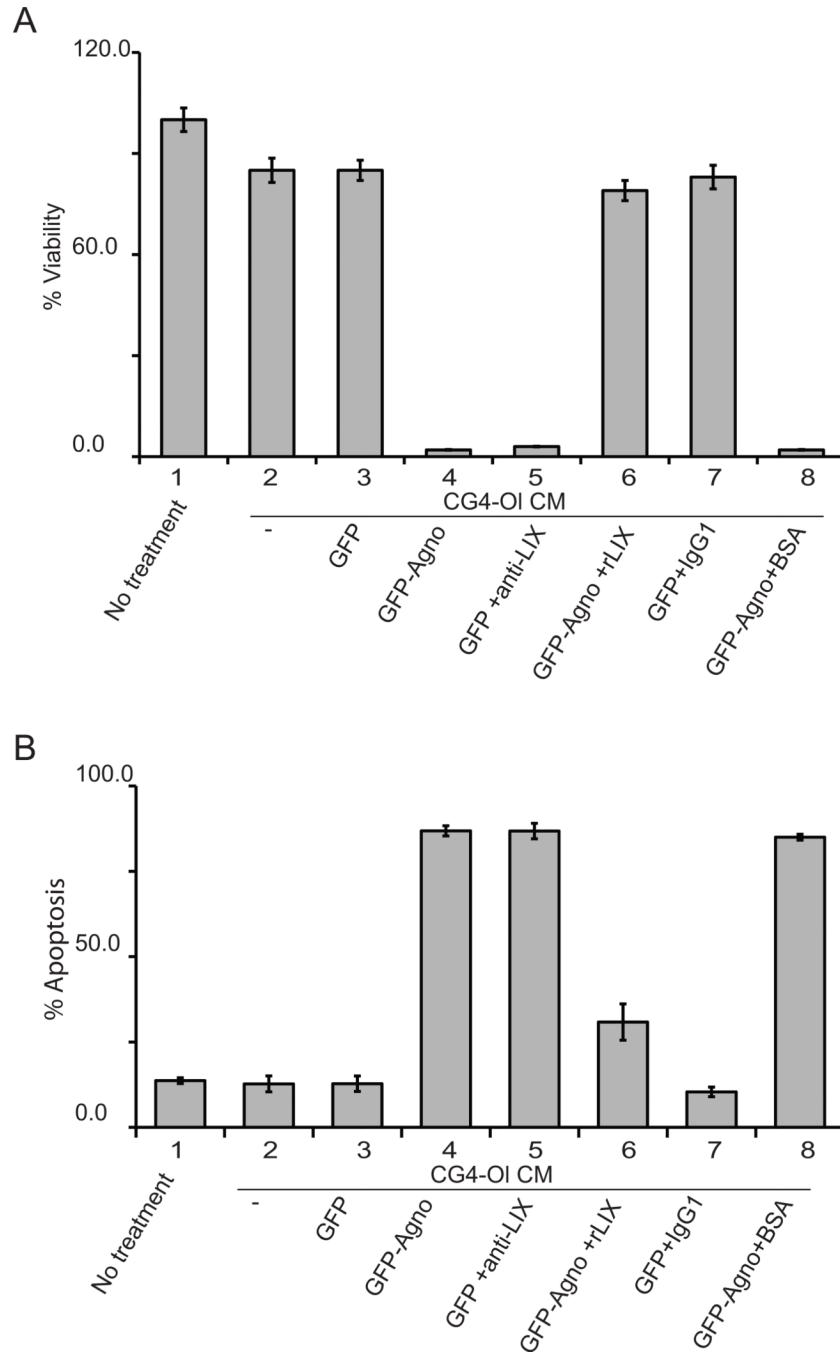 A
120.0
% Viability
60.0
0.0
1 2 3 4 5 6 7 8
CG4-Ol CM
No treatment
-
GFP
GFP-Agno
GFP +anti-LIX
GFP-Agno +rLIX
GFP+IgG1
GFP-Agno+BSA
B
100.0
% Apoptosis
50.0
0.0
1 2 3 4 5 6 7 8
CG4-Ol CM
No treatment
-
GFP
GFP-Agno
GFP +anti-LIX
GFP-Agno +rLIX
GFP+IgG1
GFP-Agno+BSA